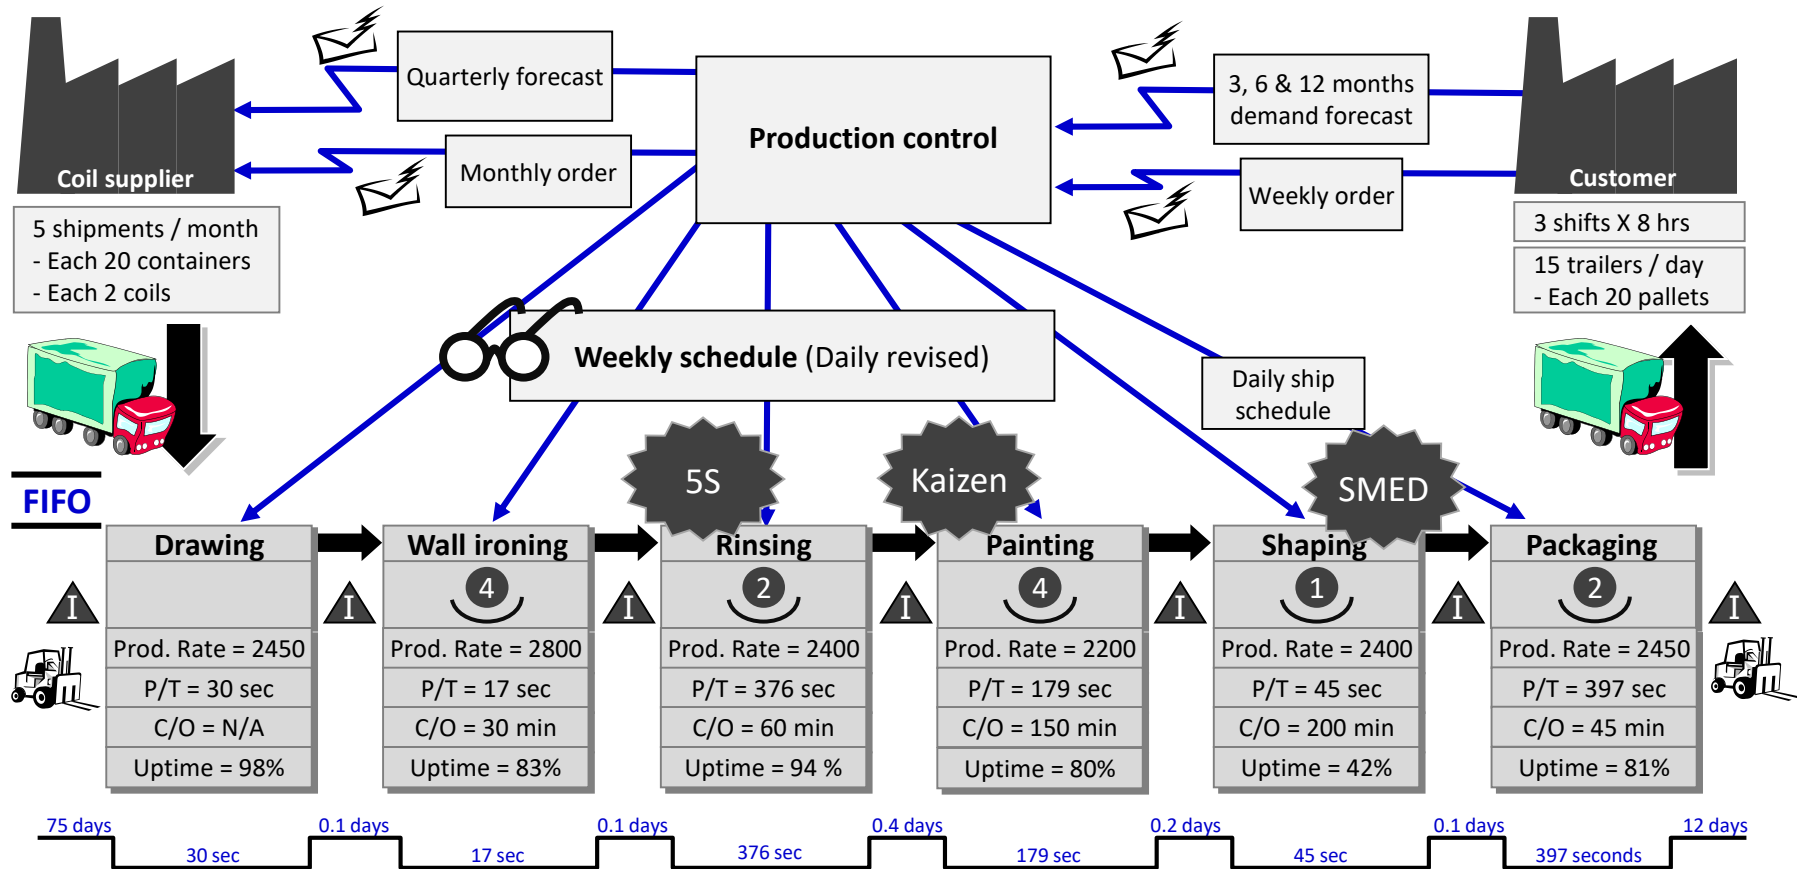 Quarterly forecast
Monthly order
Production control
3, 6 & 12 months
demand forecast
Weekly order
Coil supplier
5 shipments / month
- Each 20 containers
- Each 2 coils
Customer
3 shifts X 8 hrs
15 trailers / day
- Each 20 pallets
Weekly schedule (Daily revised)
Daily ship
schedule
FIFO
5S
Kaizen
SMED
I
Drawing
Prod. Rate = 2450
P/T = 30 sec
C/O = N/A
Uptime = 98%
I
Wall ironing
4
Prod. Rate = 2800
P/T = 17 sec
C/O = 30 min
Uptime = 83%
I
Rinsing
2
Prod. Rate = 2400
P/T = 376 sec
C/O = 60 min
Uptime = 94 %
I
Painting
4
Prod. Rate = 2200
P/T = 179 sec
C/O = 150 min
Uptime = 80%
I
Shaping
1
Prod. Rate = 2400
P/T = 45 sec
C/O = 200 min
Uptime = 42%
I
Packaging
2
Prod. Rate = 2450
P/T = 397 sec
C/O = 45 min
Uptime = 81%
I
75 days
30 sec
0.1 days
17 sec
0.1 days
376 sec
0.4 days
179 sec
0.2 days
45 sec
0.1 days
397 seconds
12 days